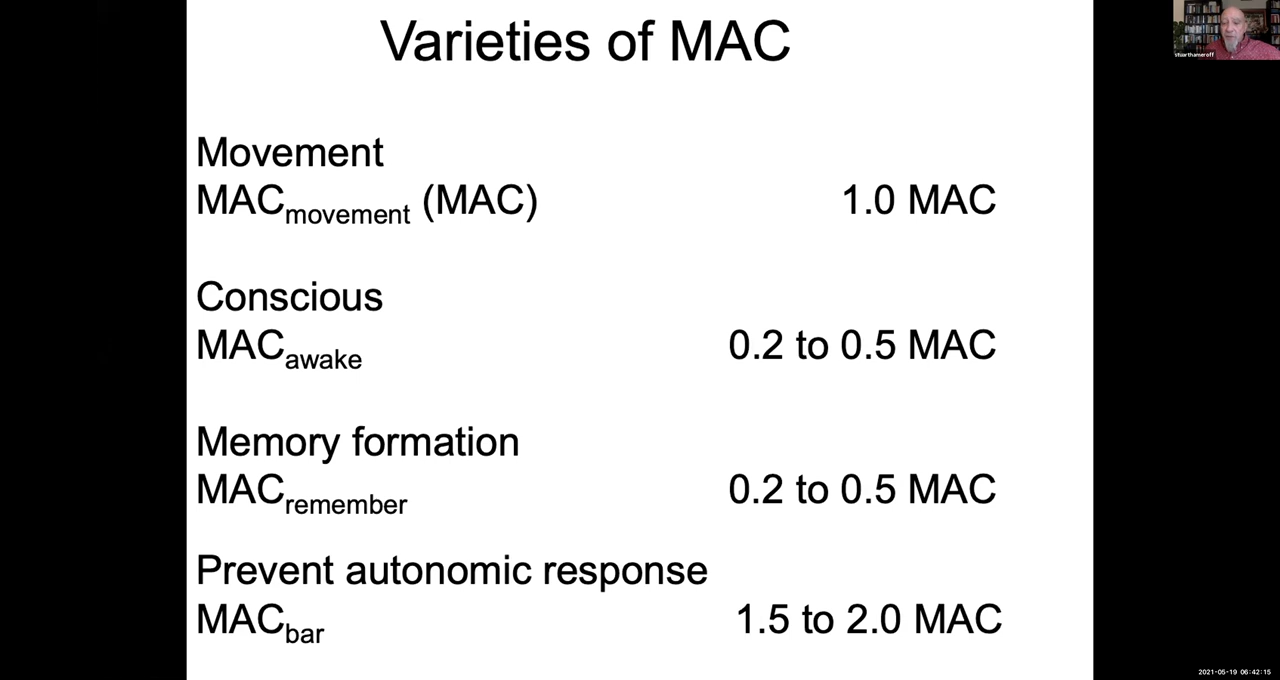 Varieties of MAC
stuarthameroff
Movement
MACmovement (MAC) 1.0 MAC
Conscious
MACawake 0.2 to 0.5 MAC
Memory formation
MACremember 0.2 to 0.5 MAC
Prevent autonomic response
MACbar 1.5 to 2.0 MAC
2021-05-19 06:42:15